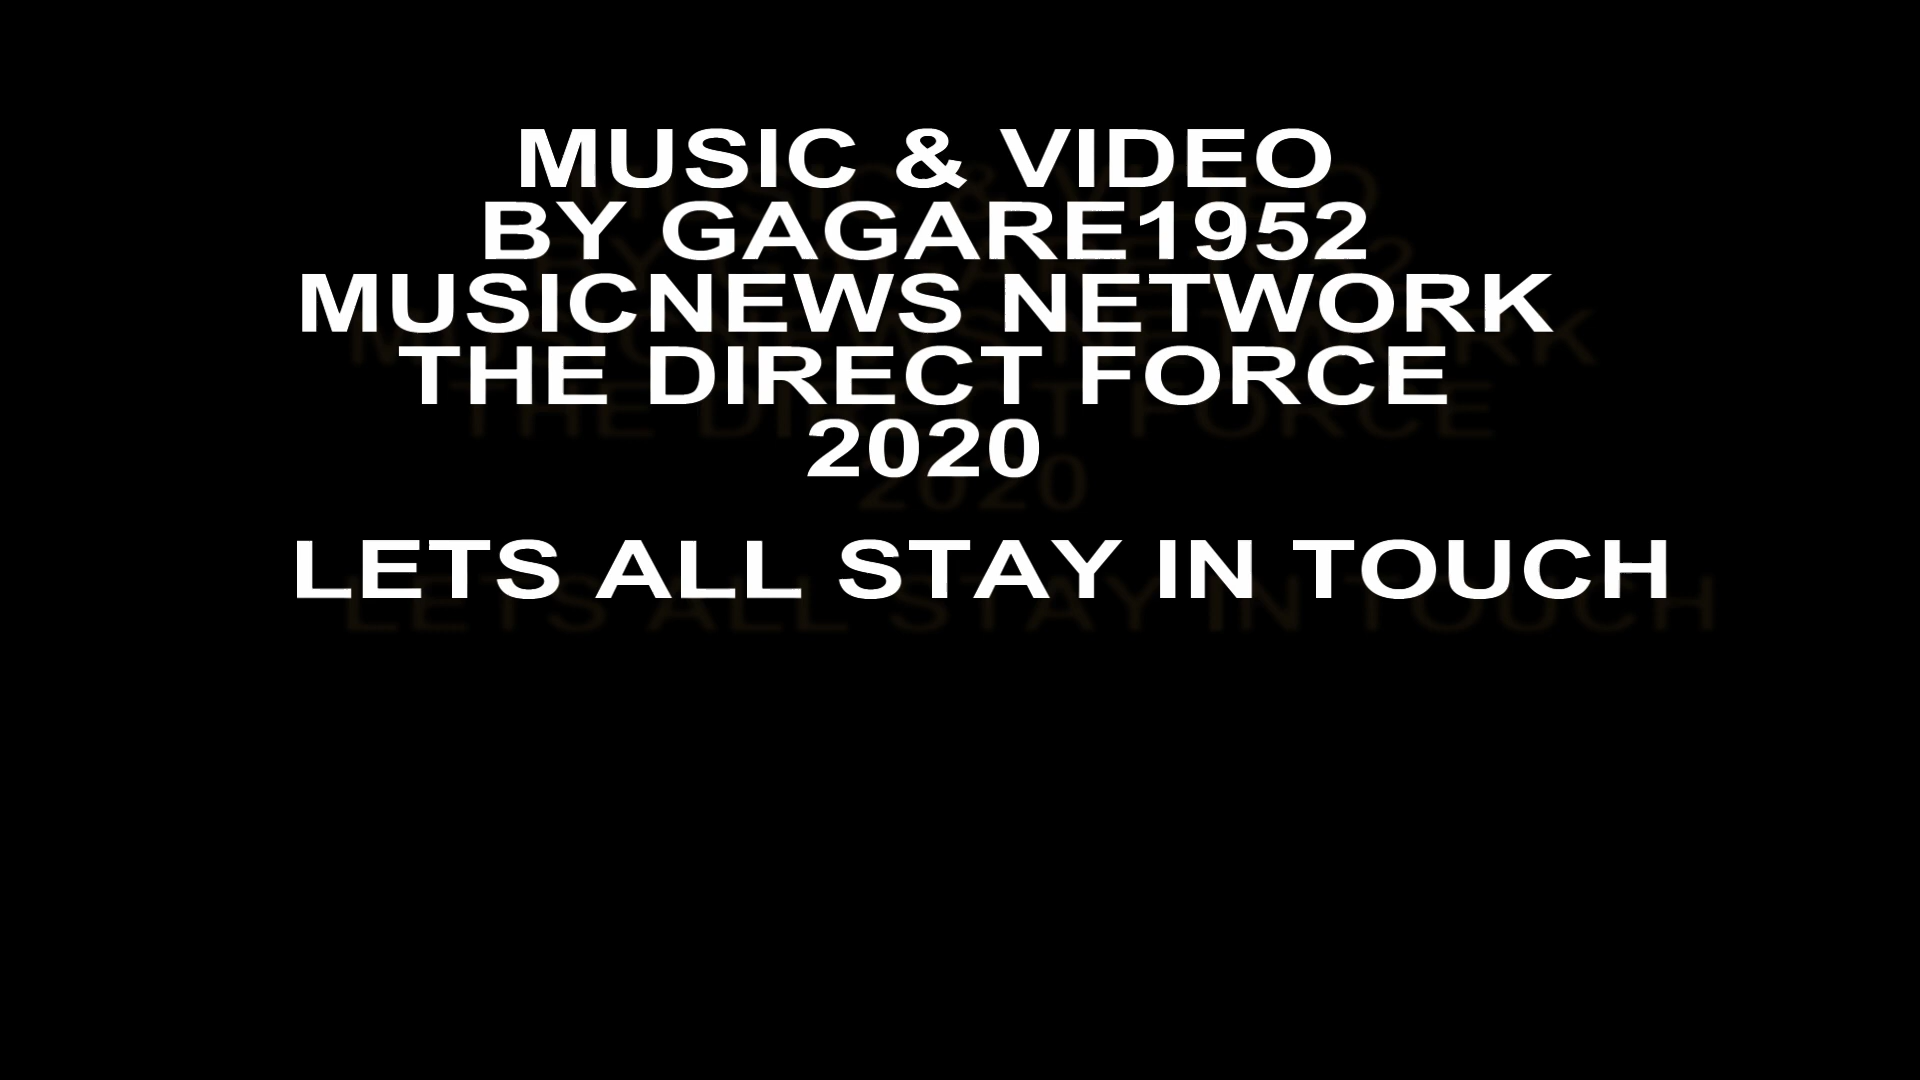 MUSIC & VIDEO
BY GAGARE1952
MUSICNEWS NETWORK
THE DIRECT FORCE
2020
LETS ALL STAY IN TOUCH